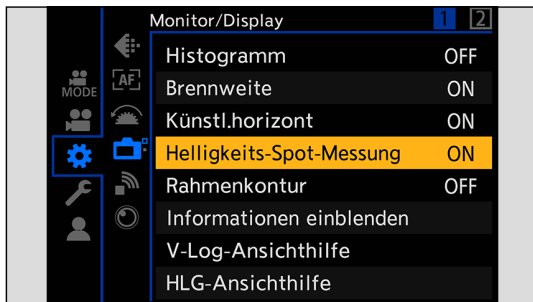 Monitor/Display 1 2
Histogramm OFF
MODE
AF
Brennweite ON
Künstl.horizont ON
Helligkeits-Spot-Messung ON
Rahmenkontur OFF
Informationen einblenden
V-Log-Ansichthilfe
HLG-Ansichthilfe